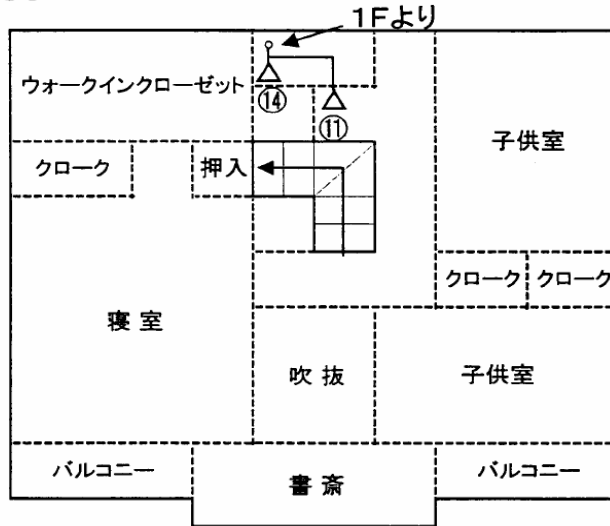 1Fより
ウォークインクローゼット
⑭
⑪
子供室
クローク
押入
クローク
クローク
寝室
吹抜
子供室
バルコニー
書斎
バルコニー